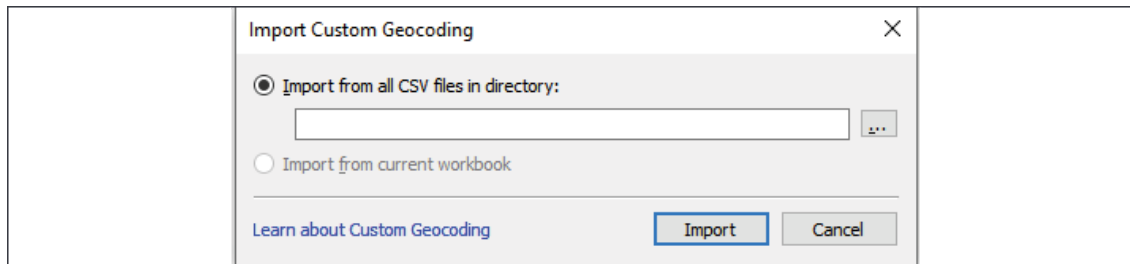 Import Custom Geocoding
Import from all CSV files in directory:
...
Import from current workbook
Learn about Custom Geocoding
Import
Cancel